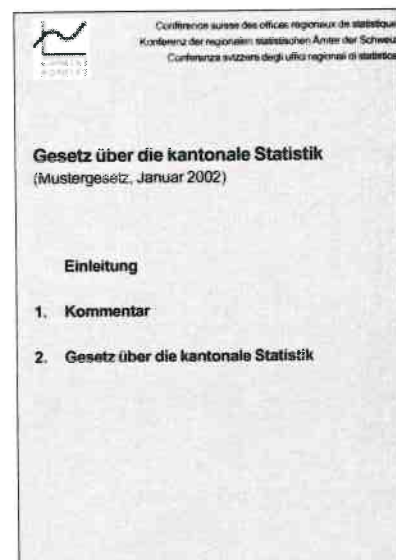 Conférence suisse des offices régionaux de statistique
Konferenz der regionalen statistischen Ämter der Schweiz
Conferenza svizzera degli uffici regionali di statistica
Gesetz über die kantonale Statistik
(Mustergesetz, Januar 2002)
Einleitung
1. Kommentar
2. Gesetz über die kantonale Statistik